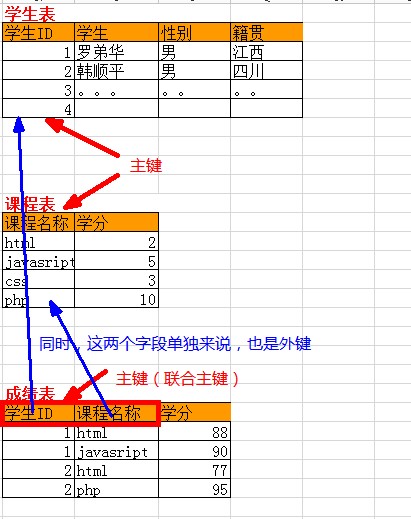 学生表
学生ID 学生 性别 籍贯
1 罗弟华 男 江西
2 韩顺平 男 四川
3 。。。 。。 。。
4
主键
课程表
课程名称 学分
html 2
javasript 5
css 3
php 10
同时，这两个字段单独来说，也是外键
主键（联合主键）
成绩表
学生ID 课程名称 学分
1 html 88
1 javasript 90
2 html 77
2 php 95